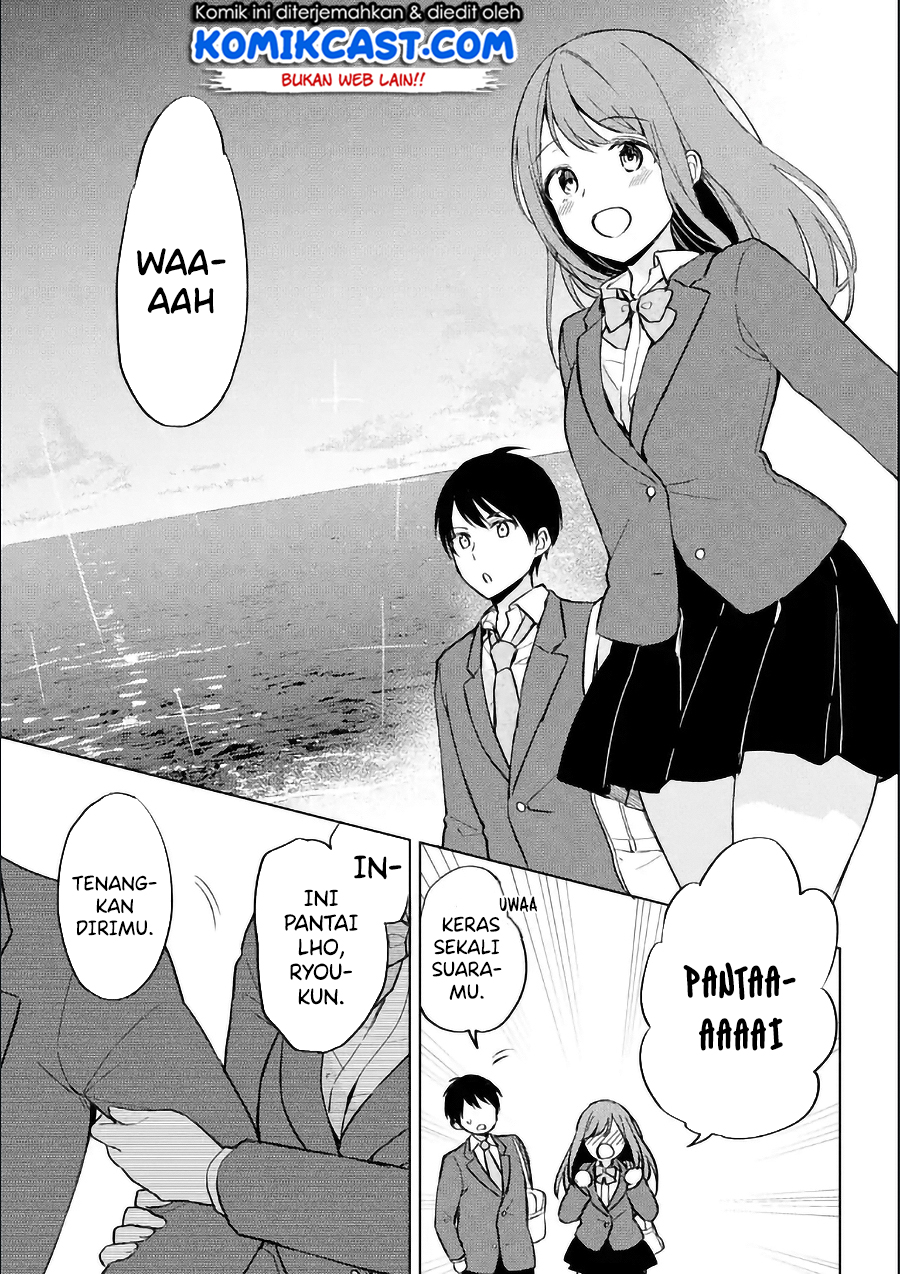 Komik ini diterjemahkan & diedit oleh
KOMIKCAST.COM
BUKAN WEB LAIN!!
WAA-
AAH
PANTAA-
AAAAI
UWAA
KERAS
SEKALI
SUARA-
MU.
IN-
INI
PANTAI
LHO,
RYOU-
KUN.
TENANG-
KAN
DIRIMU.